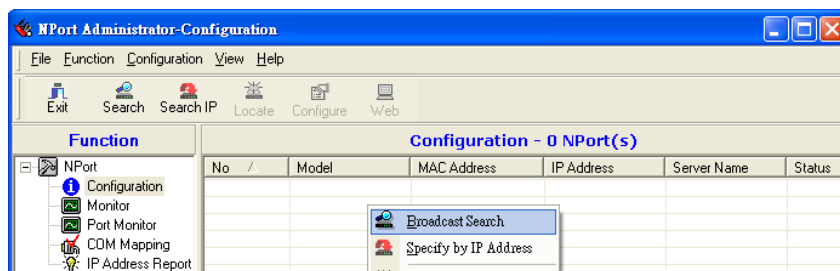 NPort Administrator-Configuration
File Function Configuration View Help
Exit Search Search IP Locate Configure Web
Function
Configuration - 0 NPort(s)
No Model MAC Address IP Address Server Name Status
NPort
Configuration
Monitor
Port Monitor
COM Mapping
IP Address Report
Broadcast Search
Specify by IP Address